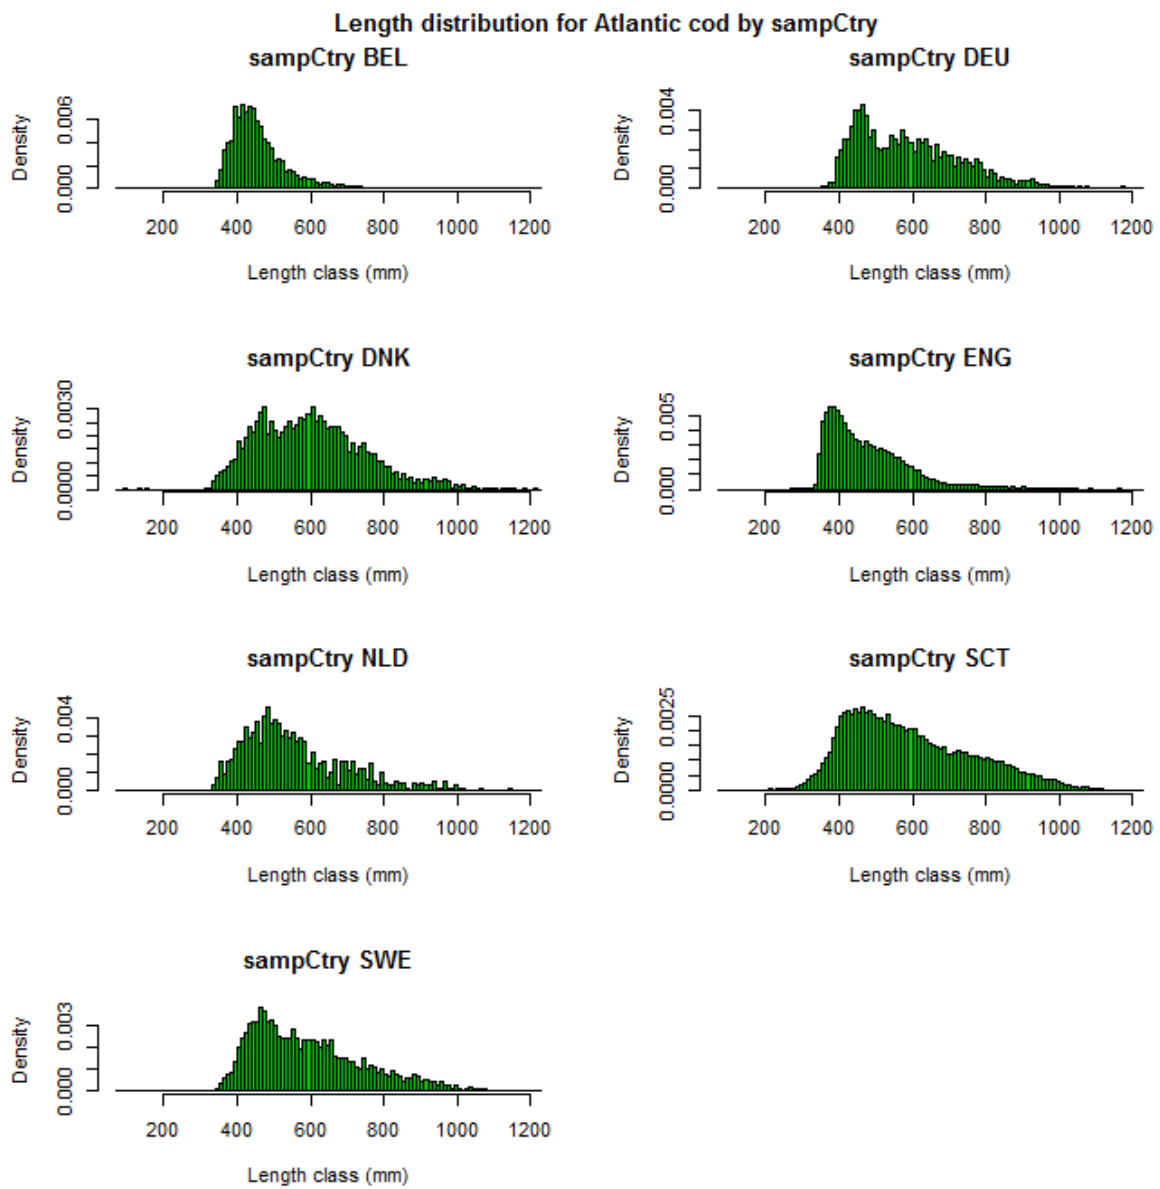 Length distribution for Atlantic cod by sampCtry
sampCtry BEL
Density
0.000 0.006
200 400 600 800 1000 1200
Length class (mm)
sampCtry DEU
Density
0.000 0.004
200 400 600 800 1000 1200
Length class (mm)
sampCtry DNK
Density
0.0000 0.0030
200 400 600 800 1000 1200
Length class (mm)
sampCtry ENG
Density
0.000 0.005
200 400 600 800 1000 1200
Length class (mm)
sampCtry NLD
Density
0.000 0.004
200 400 600 800 1000 1200
Length class (mm)
sampCtry SCT
Density
0.0000 0.0025
200 400 600 800 1000 1200
Length class (mm)
sampCtry SWE
Density
0.000 0.003
200 400 600 800 1000 1200
Length class (mm)